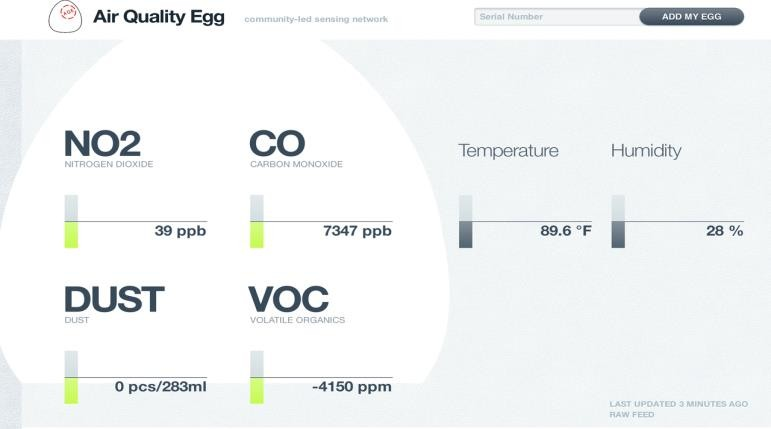 AQE
Air Quality Egg
community-led sensing network
Serial Number
ADD MY EGG
NO2
NITROGEN DIOXIDE
39 ppb
CO
CARBON MONOXIDE
7347 ppb
Temperature
89.6 °F
Humidity
28 %
DUST
DUST
0 pcs/283ml
VOC
VOLATILE ORGANICS
-4150 ppm
LAST UPDATED 3 MINUTES AGO
RAW FEED